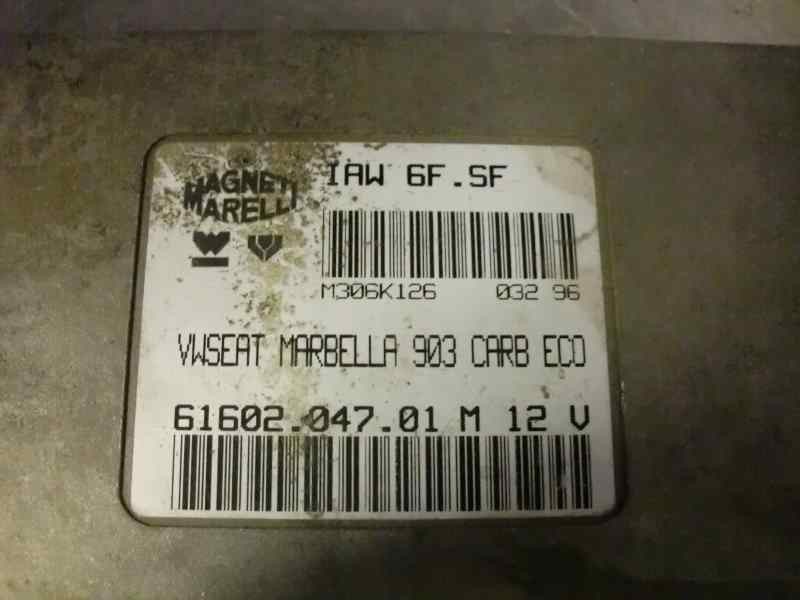 MAGNETI
MARELLI
IAW 6F.SF
M306K126 032 96
VWSEAT MARBELLA 903 CARB ECO
61602.047.01 M 12 V